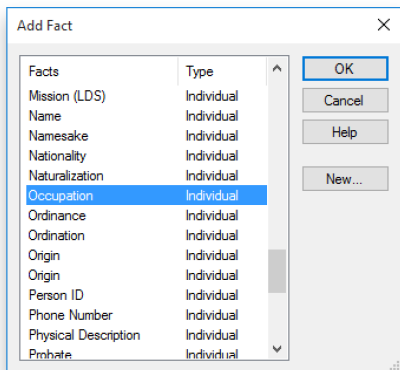 Add Fact
Facts Type
Mission (LDS) Individual
Name Individual
Namesake Individual
Nationality Individual
Naturalization Individual
Occupation Individual
Ordinance Individual
Ordination Individual
Origin Individual
Origin Individual
Person ID Individual
Phone Number Individual
Physical Description Individual
Probate Individual
OK
Cancel
Help
New...